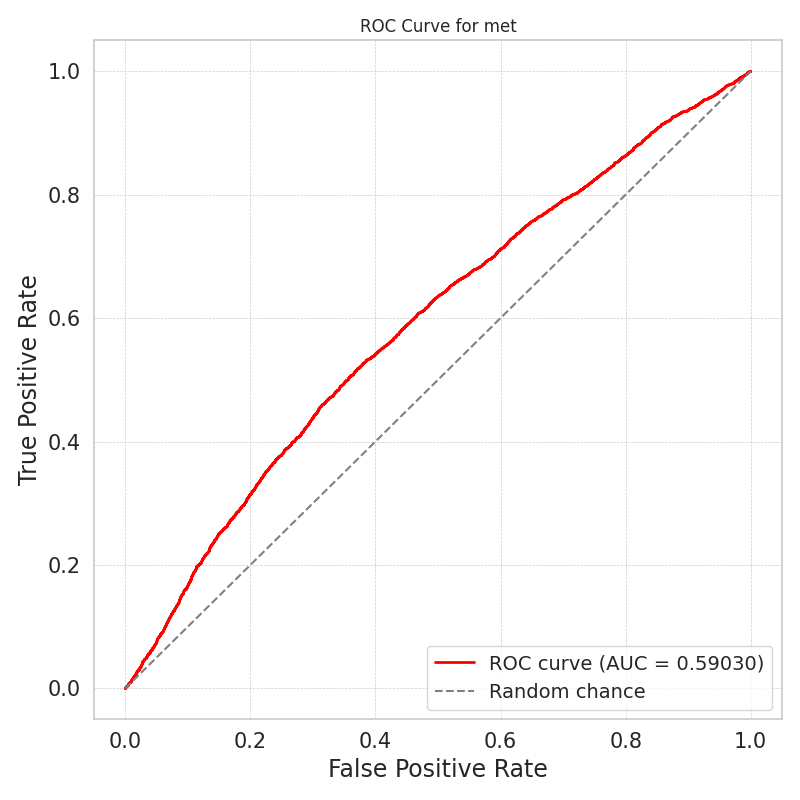 ROC Curve for met
1.0
0.8
0.6
0.4
0.2
0.0
True Positive Rate
ROC curve (AUC = 0.59030)
Random chance
0.0 0.2 0.4 0.6 0.8 1.0
False Positive Rate